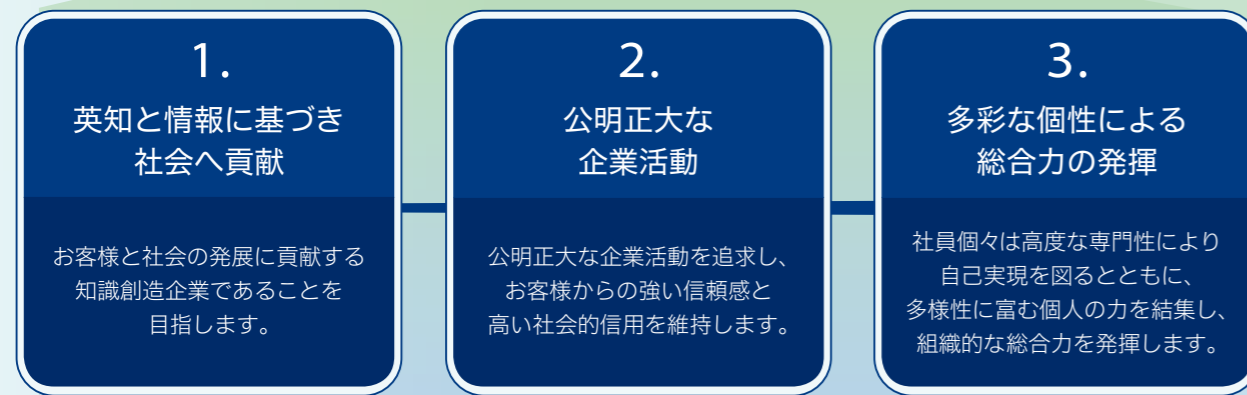 1.
英知と情報に基づき
社会へ貢献
お客様と社会の発展に貢献する
知識創造企業であることを
目指します。
2.
公明正大な
企業活動
公明正大な企業活動を追求し、
お客様からの強い信頼感と
高い社会的信用を維持します。
3.
多彩な個性による
総合力の発揮
社員個々は高度な専門性により
自己実現を図るとともに、
多様性に富む個人の力を結集し、
組織的な総合力を発揮します。